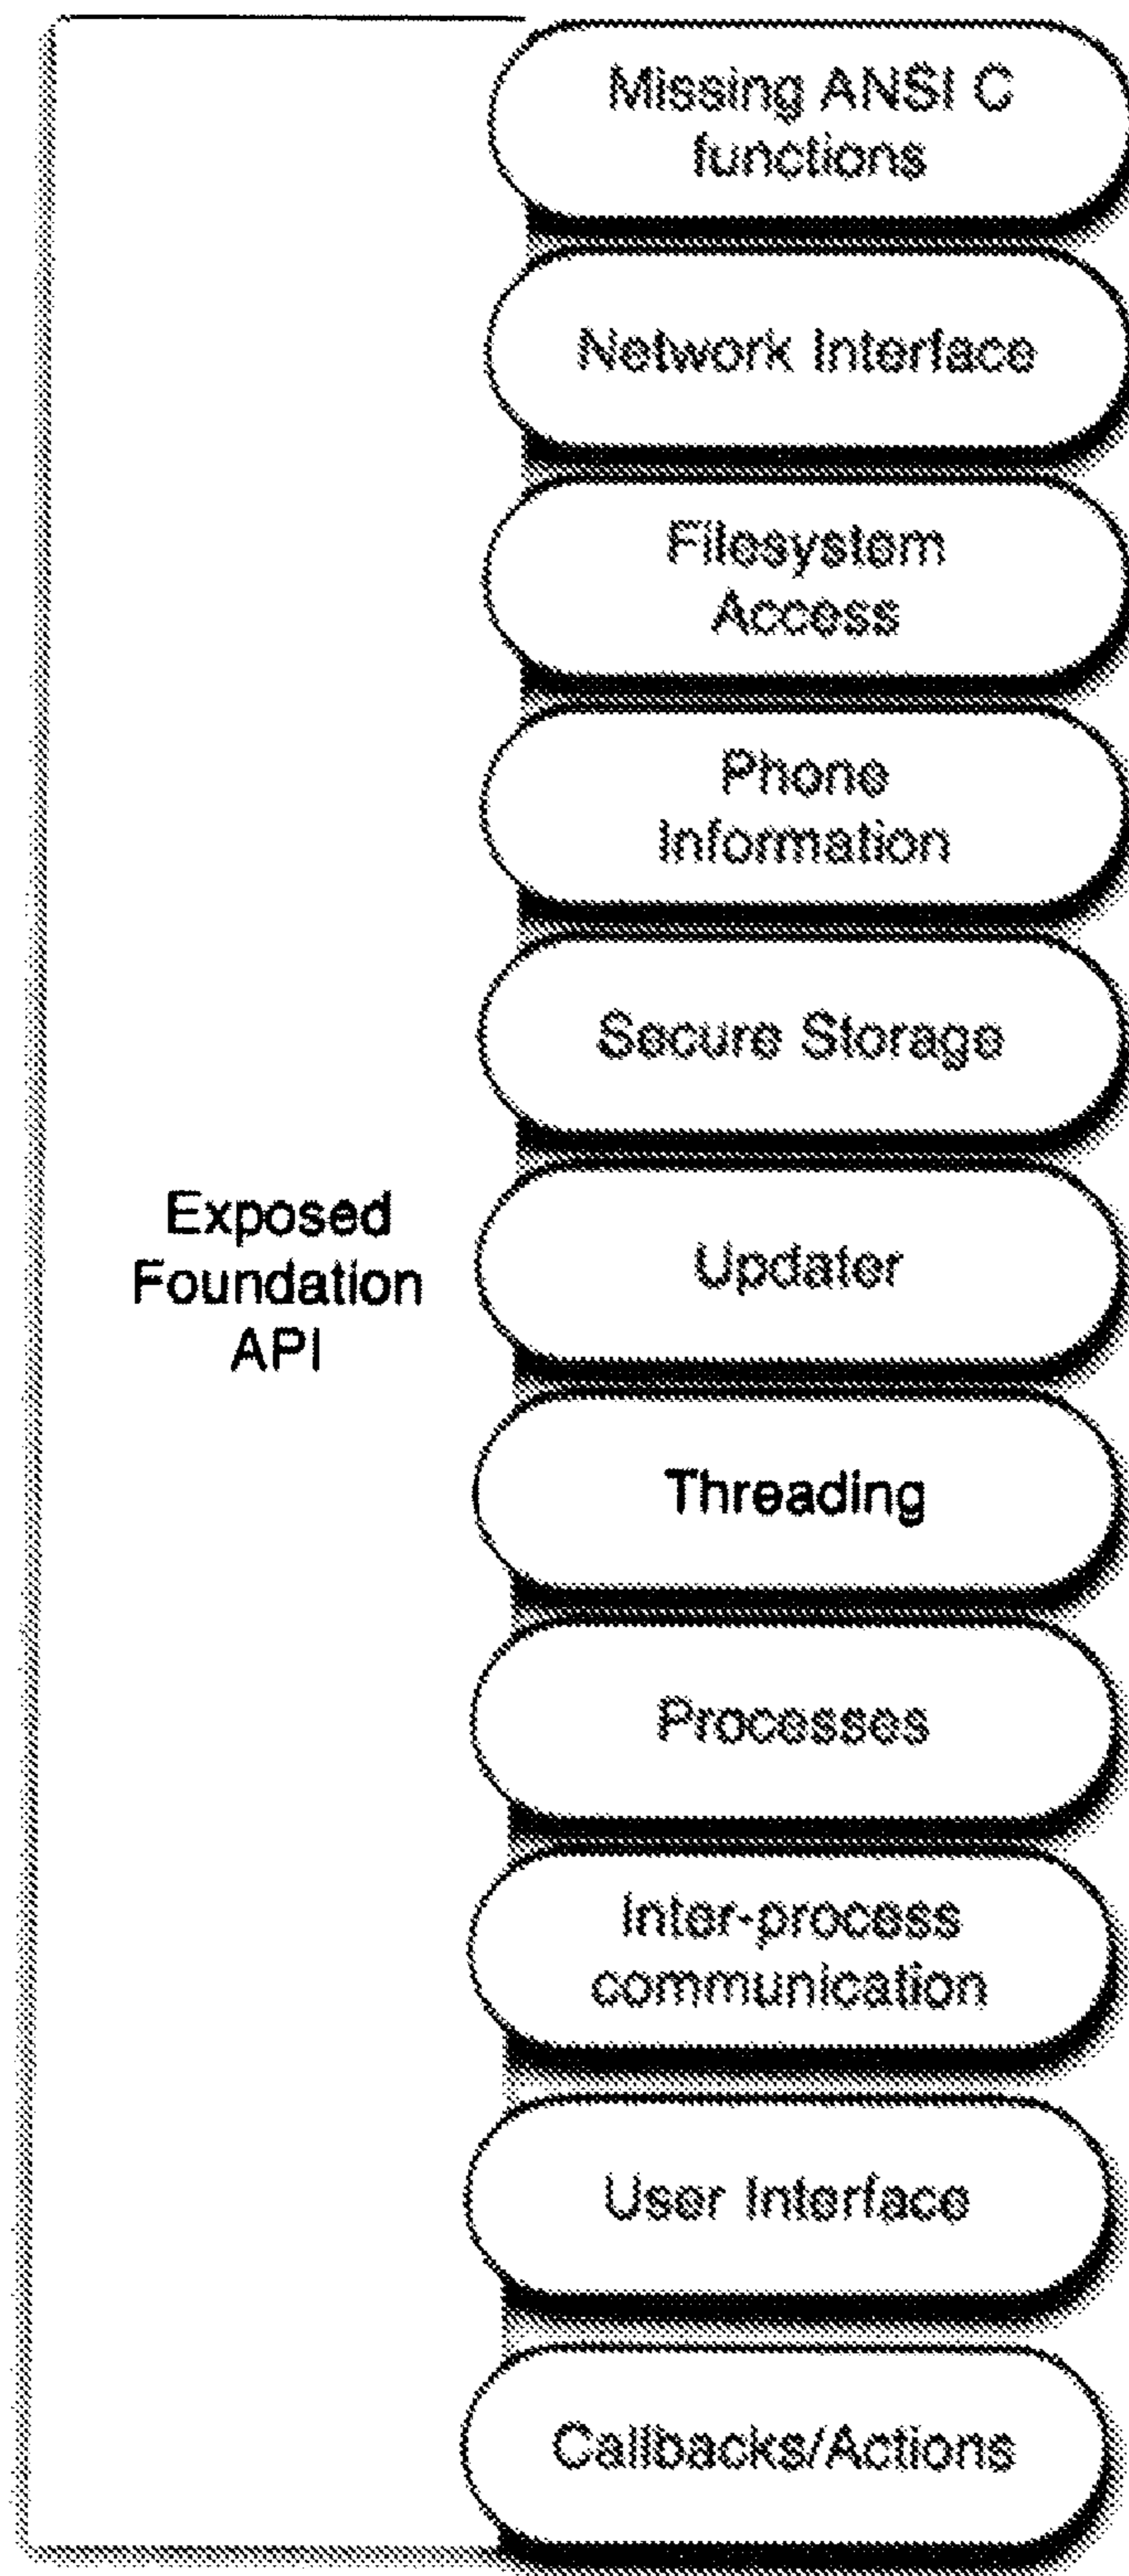 Missing ANSI C
functions
Network Interface
Filesystem
Access
Phone
Information
Secure Storage
Exposed
Foundation
API
Updater
Threading
Processes
Inter-process
communication
User Interface
Callbacks/Actions